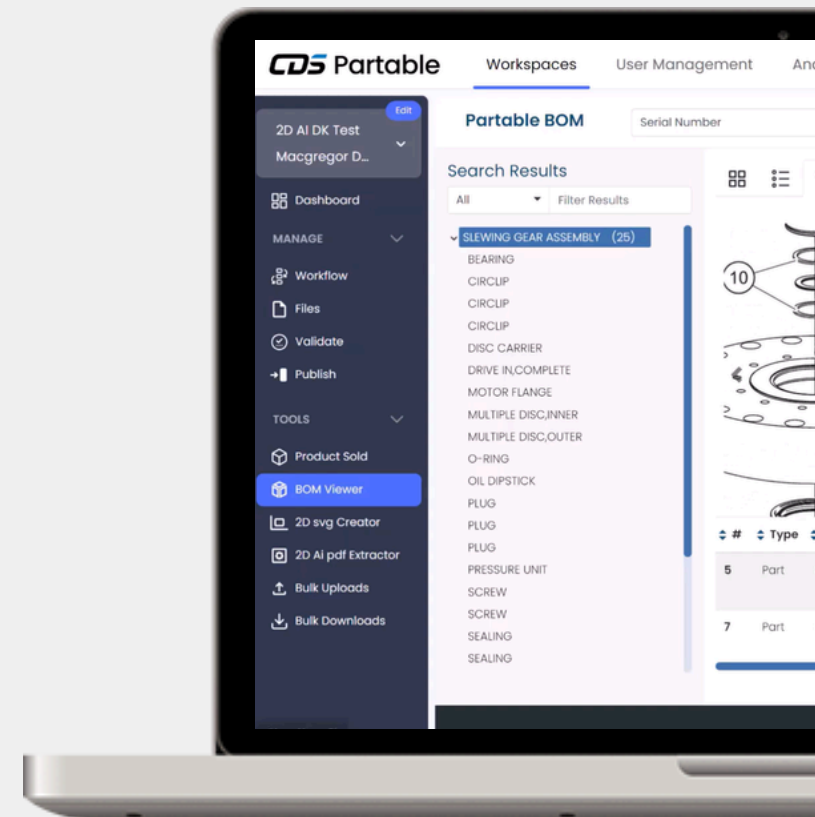 CDS Partable
Workspaces
User Management
An
Edit
2D AI DK Test
Macgregor D...
Dashboard
MANAGE
Workflow
Files
Validate
Publish
TOOLS
Product Sold
BOM Viewer
2D svg Creator
2D Ai pdf Extractor
Bulk Uploads
Bulk Downloads
Partable BOM
Serial Number
Search Results
All
Filter Results
SLEWING GEAR ASSEMBLY (25)
BEARING
CIRCLIP
CIRCLIP
CIRCLIP
DISC CARRIER
DRIVE IN,COMPLETE
MOTOR FLANGE
MULTIPLE DISC,INNER
MULTIPLE DISC,OUTER
O-RING
OIL DIPSTICK
PLUG
PLUG
PLUG
PRESSURE UNIT
SCREW
SCREW
SEALING
SEALING
10
# Type
5 Part
7 Part